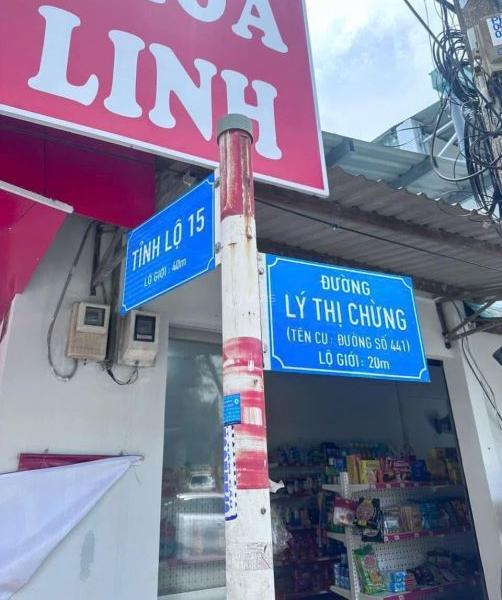 HOA
LINH
TỈNH LỘ 15
LỘ GIỚI : 40m
ĐƯỜNG
LÝ THỊ CHỪNG
(TÊN CŨ : ĐƯỜNG SỐ 441)
LỘ GIỚI : 20m